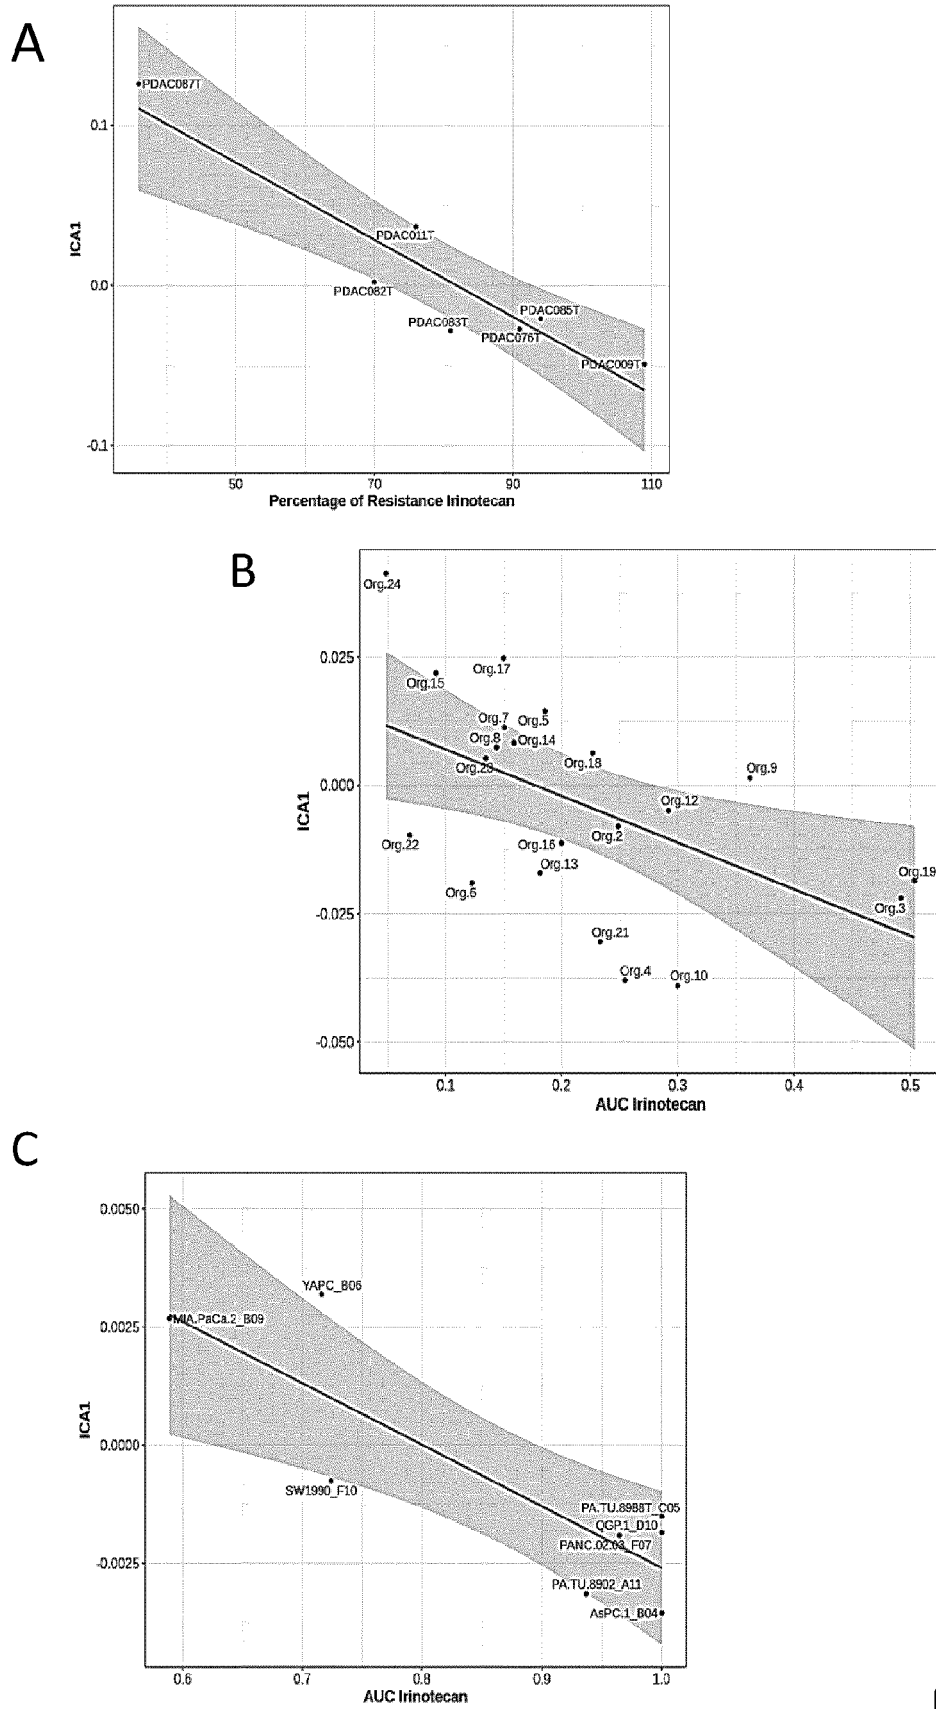 A
PDAC087T
0.1
PDAC011T
ICA1
0.0
PDAC082T
PDAC085T
PDAC083T
PDAC076T
PDAC009T
-0.1
50 70 90 110
Percentage of Resistance Irinotecan
B
Org.24
0.025
Org.17
Org.15
Org.7 Org.5
Org.8 Org.14
Org.23 Org.18 Org.9
0.000
ICA1
Org.12
Org.22 Org.16 Org.2
Org.13
Org.6 Org.19
Org.3
-0.025
Org.21
Org.4 Org.10
-0.050
0.1 0.2 0.3 0.4 0.5
AUC Irinotecan
C
0.0050
YAPC_B06
0.0025 MIA.PaCa.2_B09
ICA1
0.0000
SW1990_F10
PA.TU.8988T_C05
QGP.1_D10
PANC.02.03_F07
-0.0025
PA.TU.8902_A11
AsPC.1_B04
0.6 0.7 0.8 0.9 1.0
AUC Irinotecan